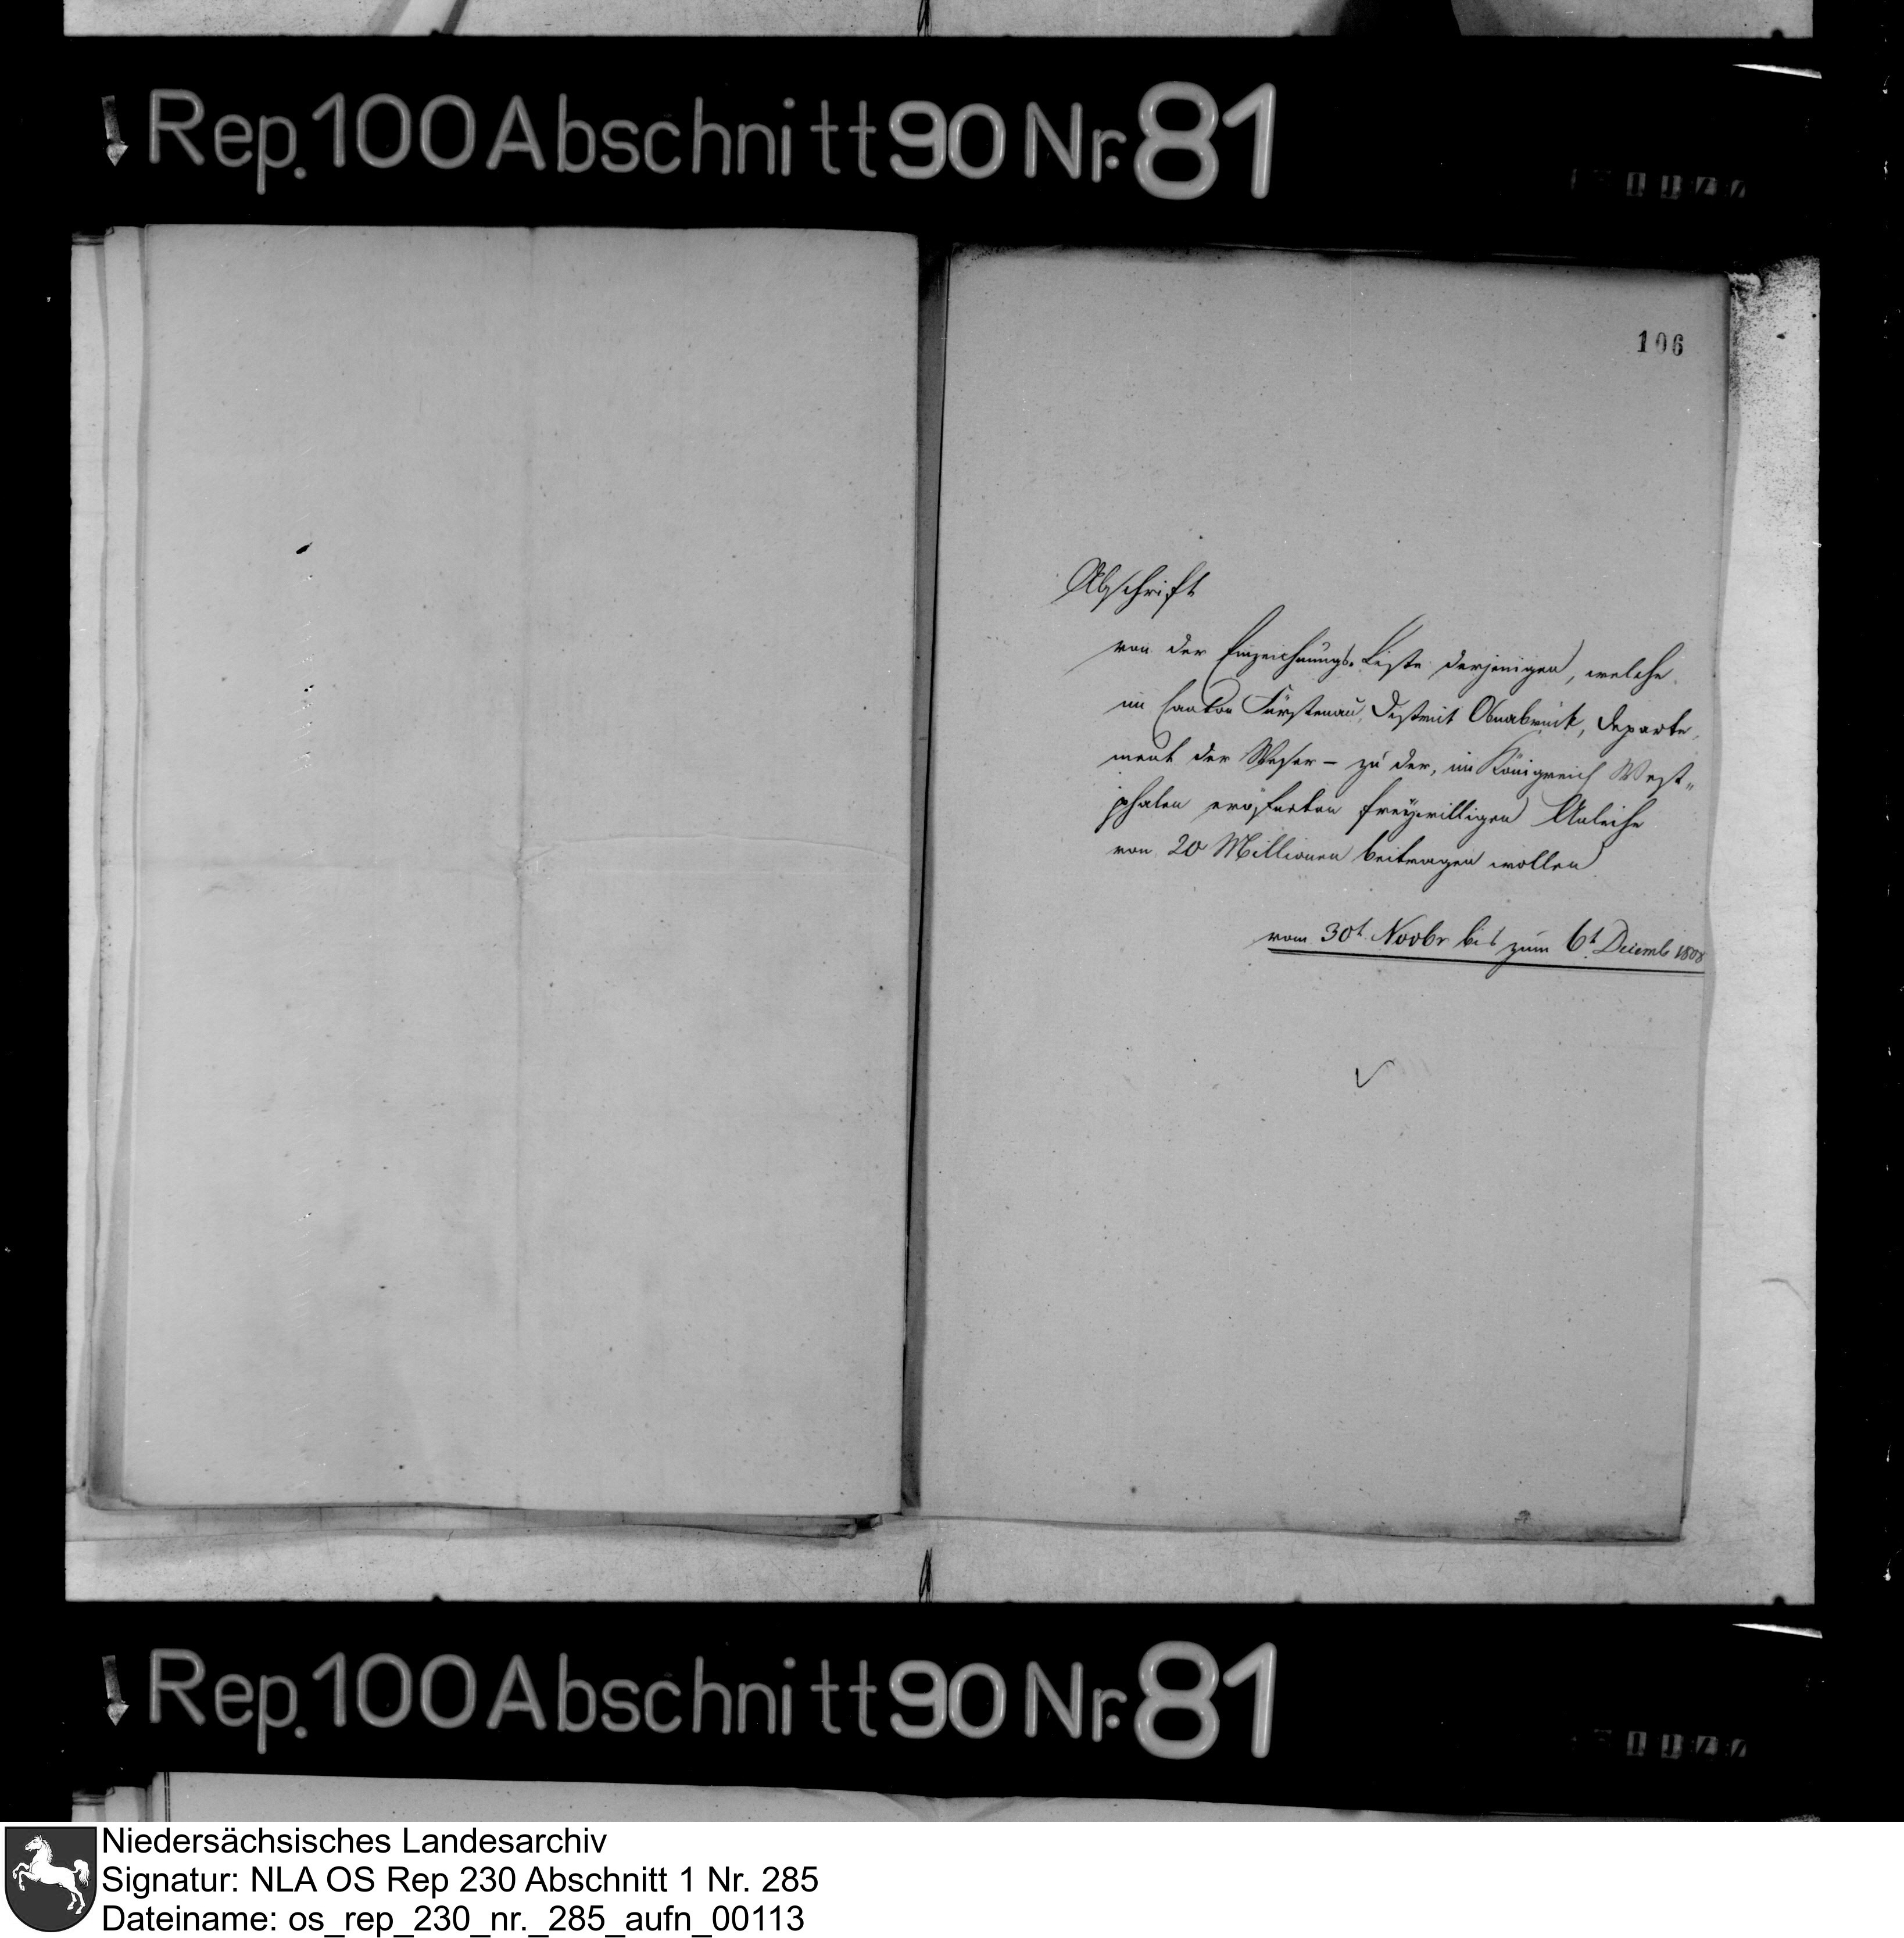 Rep. 100 Abschnitt 90 Nr. 81
106
Abschrift
von der Einzeichnungs-Liste derjenigen, welche
im Canton Fürstenau, District Osnabrück, Departe-
ment der Weser – zu der, im Königreich West-
phalen eröfneten freywilligen Anleihe
von 20 Millionen beitragen wollen
vom 30t. Novbr bis zum 6t. Decemb 1808
Rep. 100 Abschnitt 90 Nr. 81
Niedersächsisches Landesarchiv
Signatur: NLA OS Rep 230 Abschnitt 1 Nr. 285
Dateiname: os_rep_230_nr._285_aufn_00113